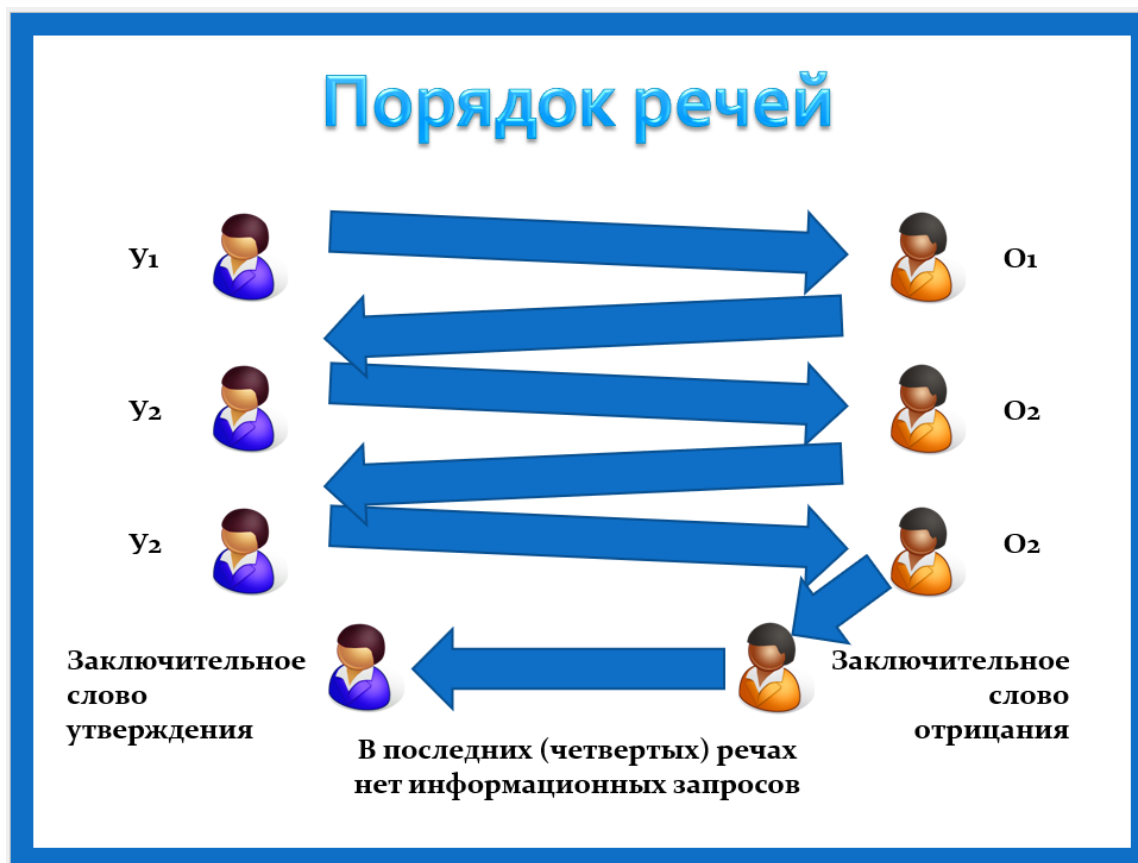 Порядок речей
У1
О1
У2
О2
У2
О2
Заключительное
слово
утверждения
Заключительное
слово
отрицания
В последних (четвертых) речах
нет информационных запросов